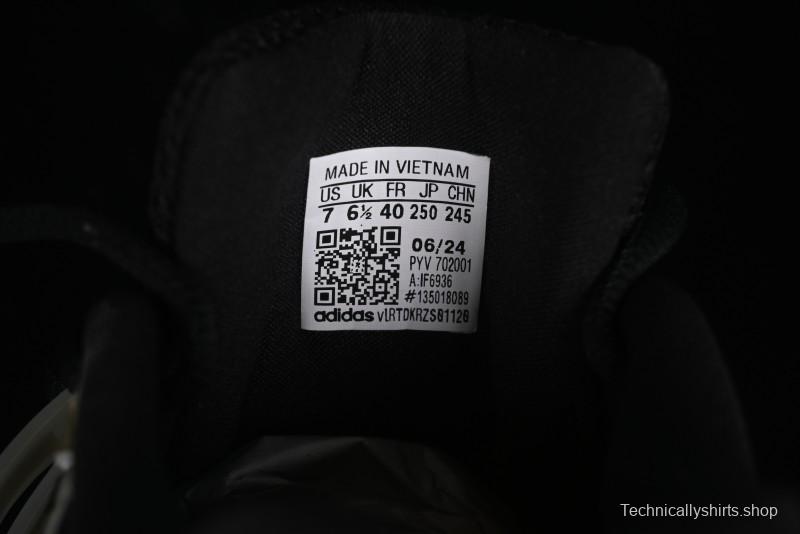 MADE IN VIETNAM
US UK FR JP CHN
7 6½ 40 250 245
06/24
PYV 702001
A:IF6936
#135018089
adidas vlRTDKRZS01120
Technicallyshirts.shop